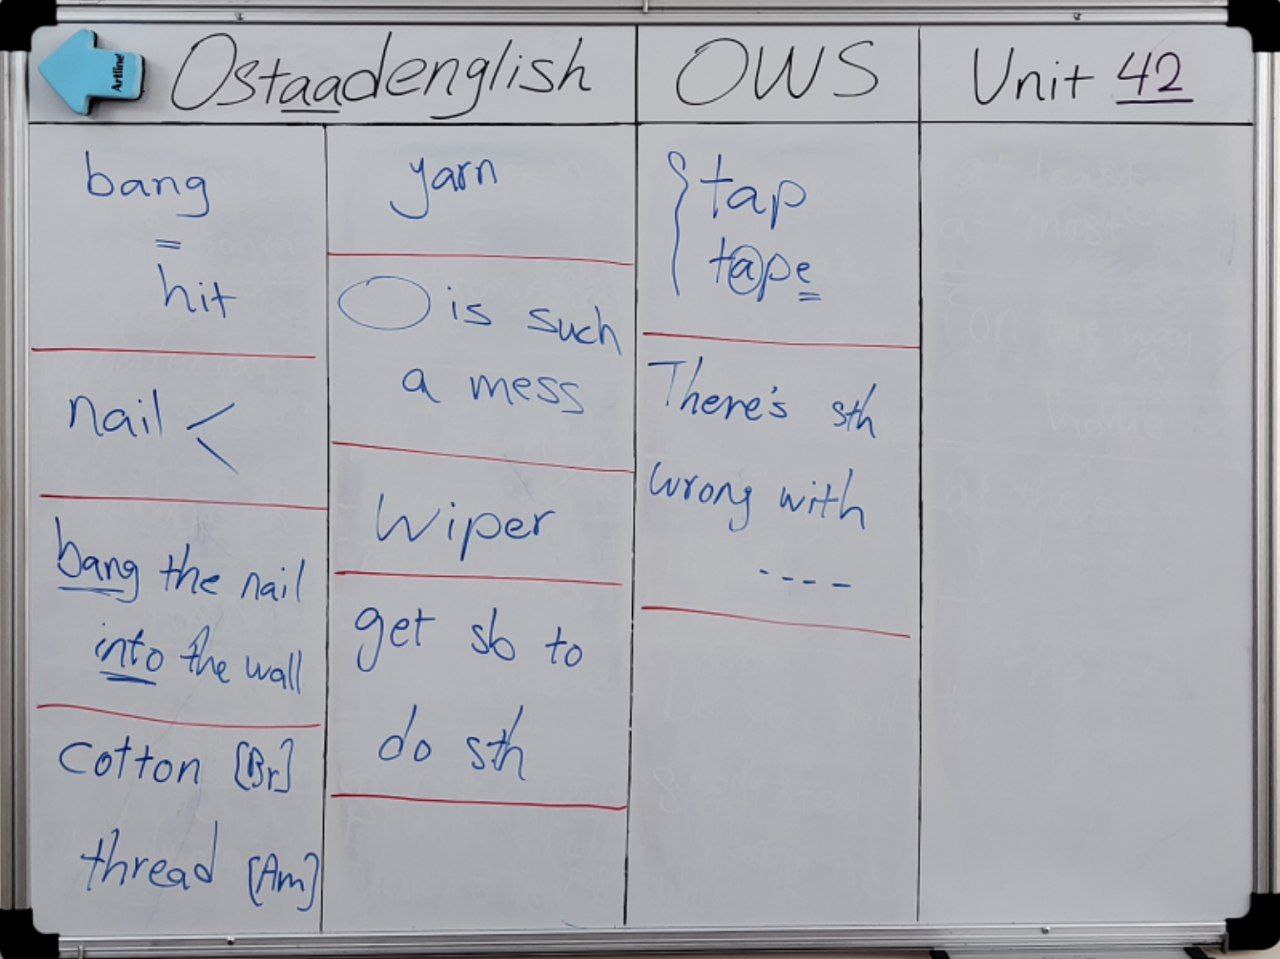 Artline
Ostaadenglish
OWS
Unit 42
bang
=
hit
nail <
bang the nail
into the wall
cotton [Br]
thread [Am]
yarn
is such
a mess
wiper
get sb to
do sth
{ tap
tape
There's sth
wrong with
----